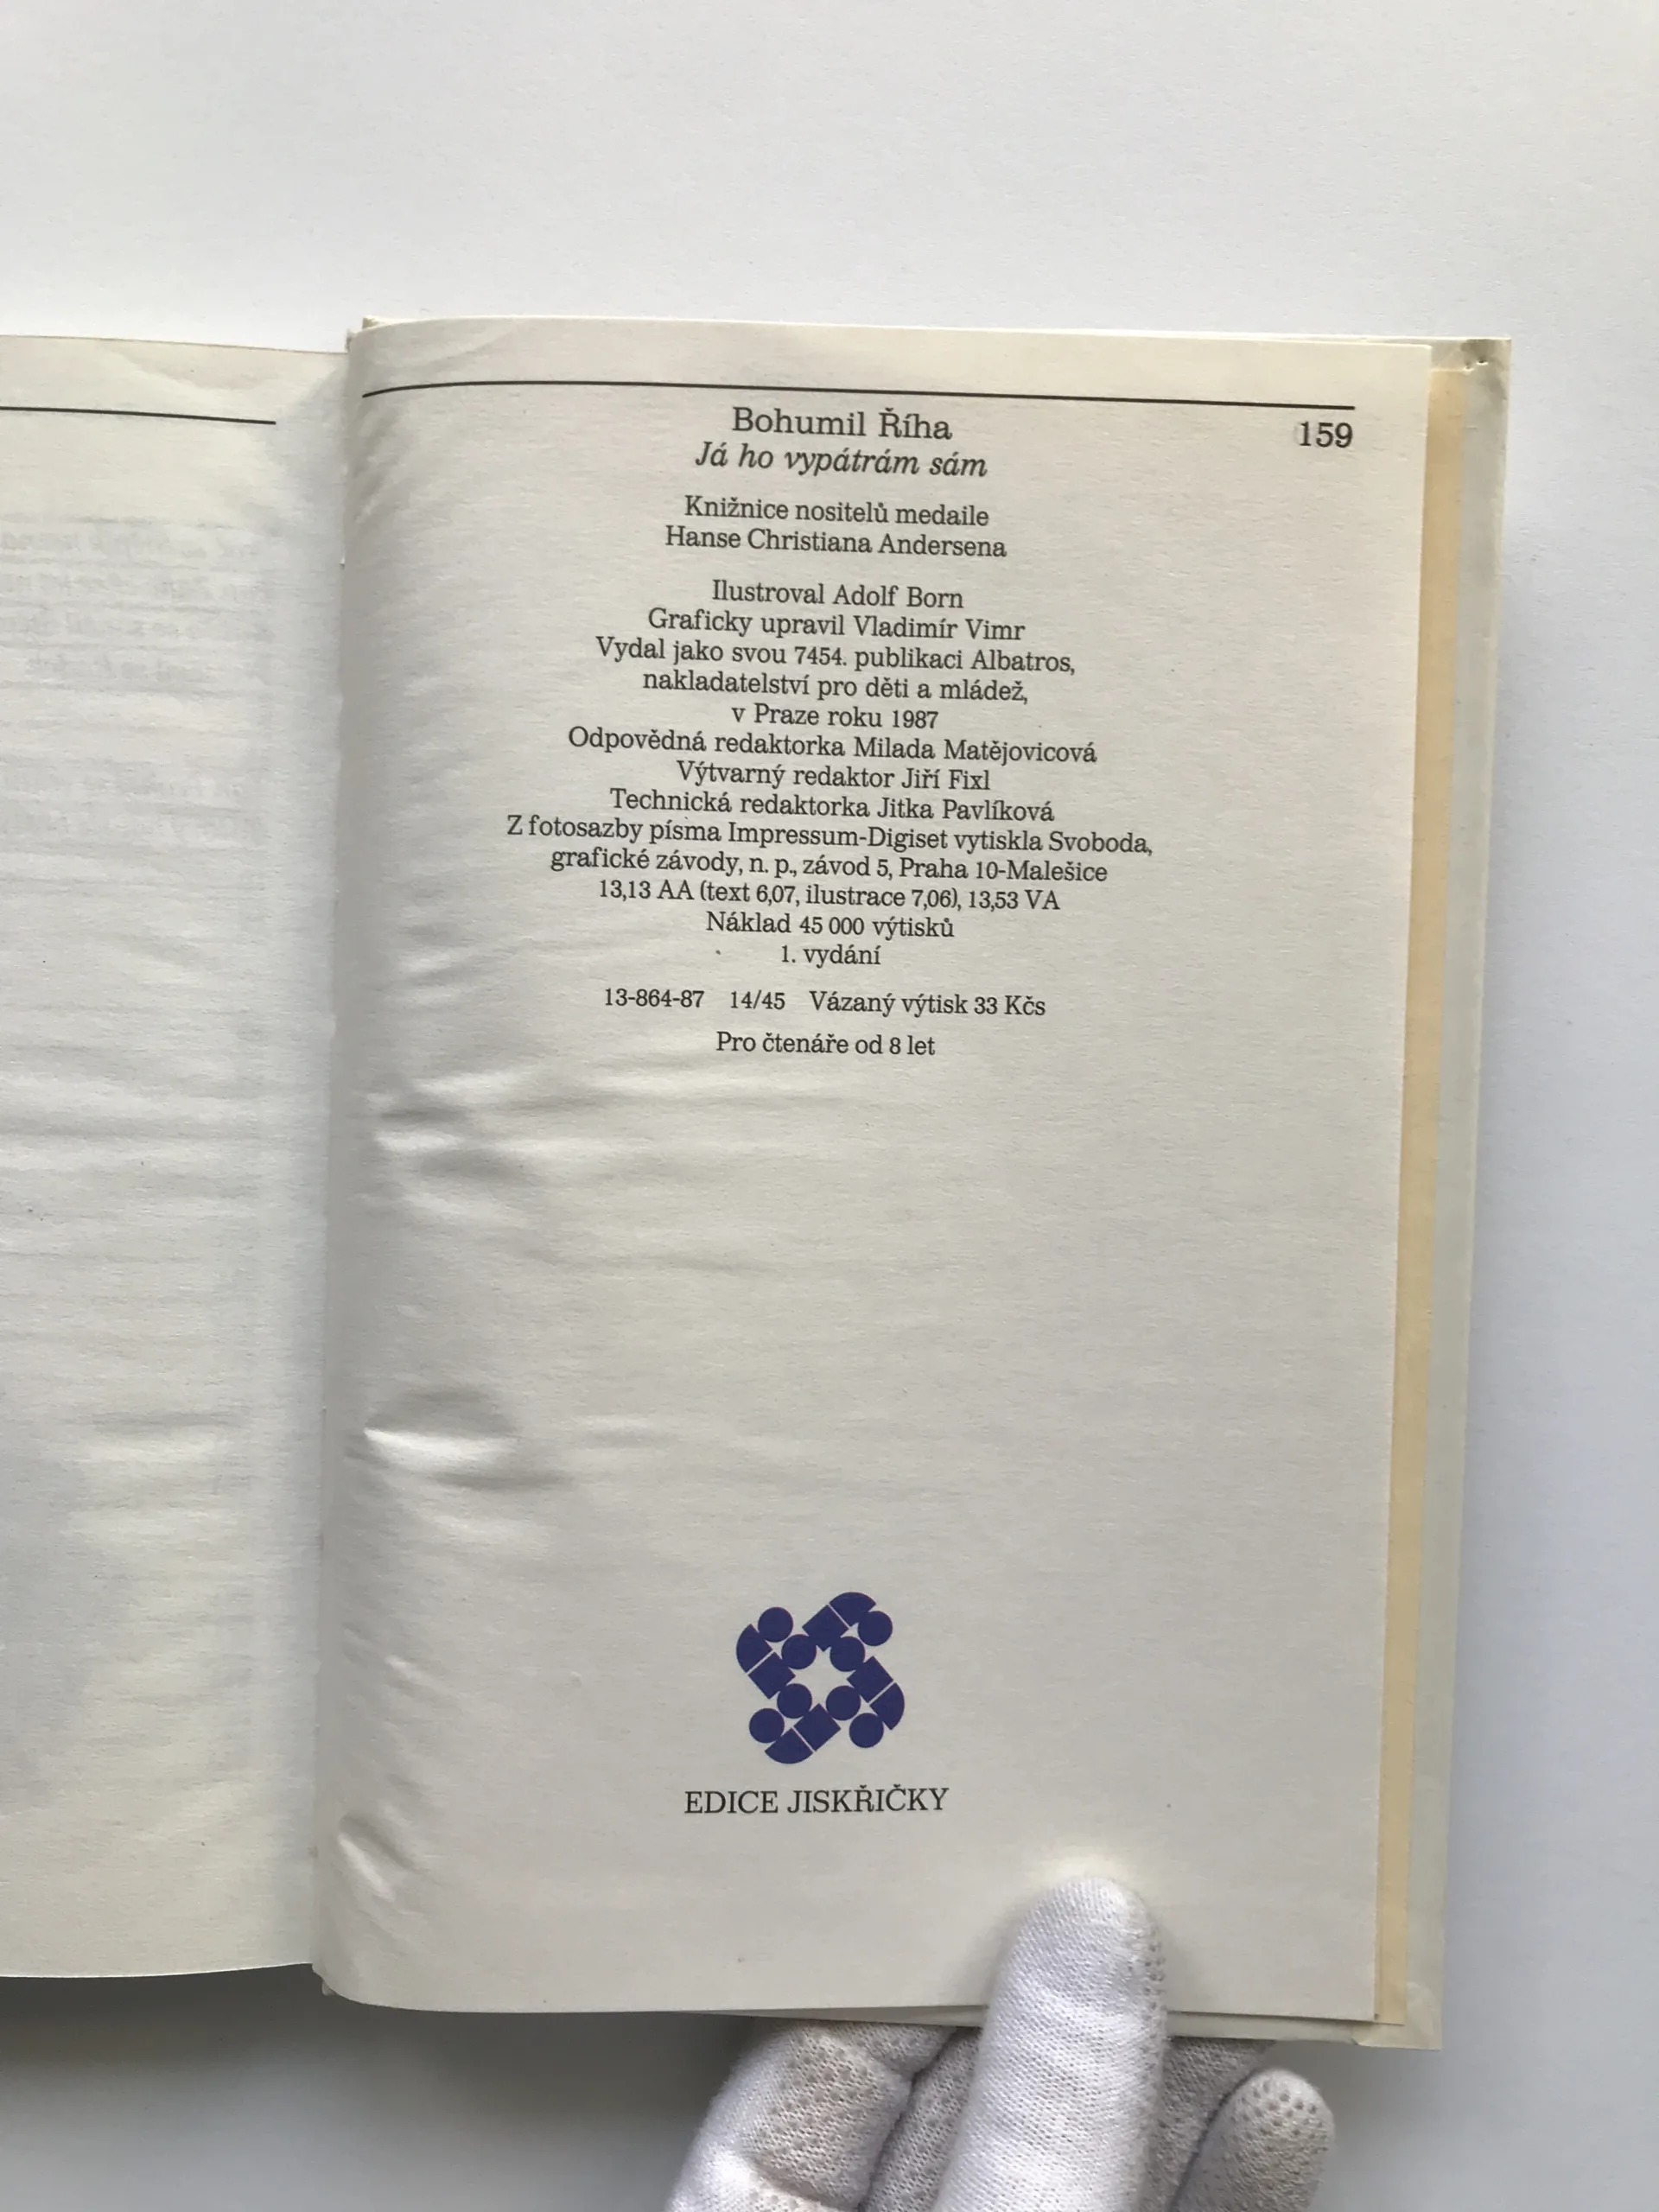 159
Bohumil Říha
Já ho vypátrám sám
Knižnice nositelů medaile
Hanse Christiana Andersena
Ilustroval Adolf Born
Graficky upravil Vladimír Vimr
Vydal jako svou 7454. publikaci Albatros,
nakladatelství pro děti a mládež,
v Praze roku 1987
Odpovědná redaktorka Milada Matějovicová
Výtvarný redaktor Jiří Fixl
Technická redaktorka Jitka Pavlíková
Z fotosazby písma Impressum-Digiset vytiskla Svoboda,
grafické závody, n. p., závod 5, Praha 10-Malešice
13,13 AA (text 6,07, ilustrace 7,06), 13,53 VA
Náklad 45 000 výtisků
1. vydání
13-864-87 14/45 Vázaný výtisk 33 Kčs
Pro čtenáře od 8 let
EDICE JISKŘIČKY